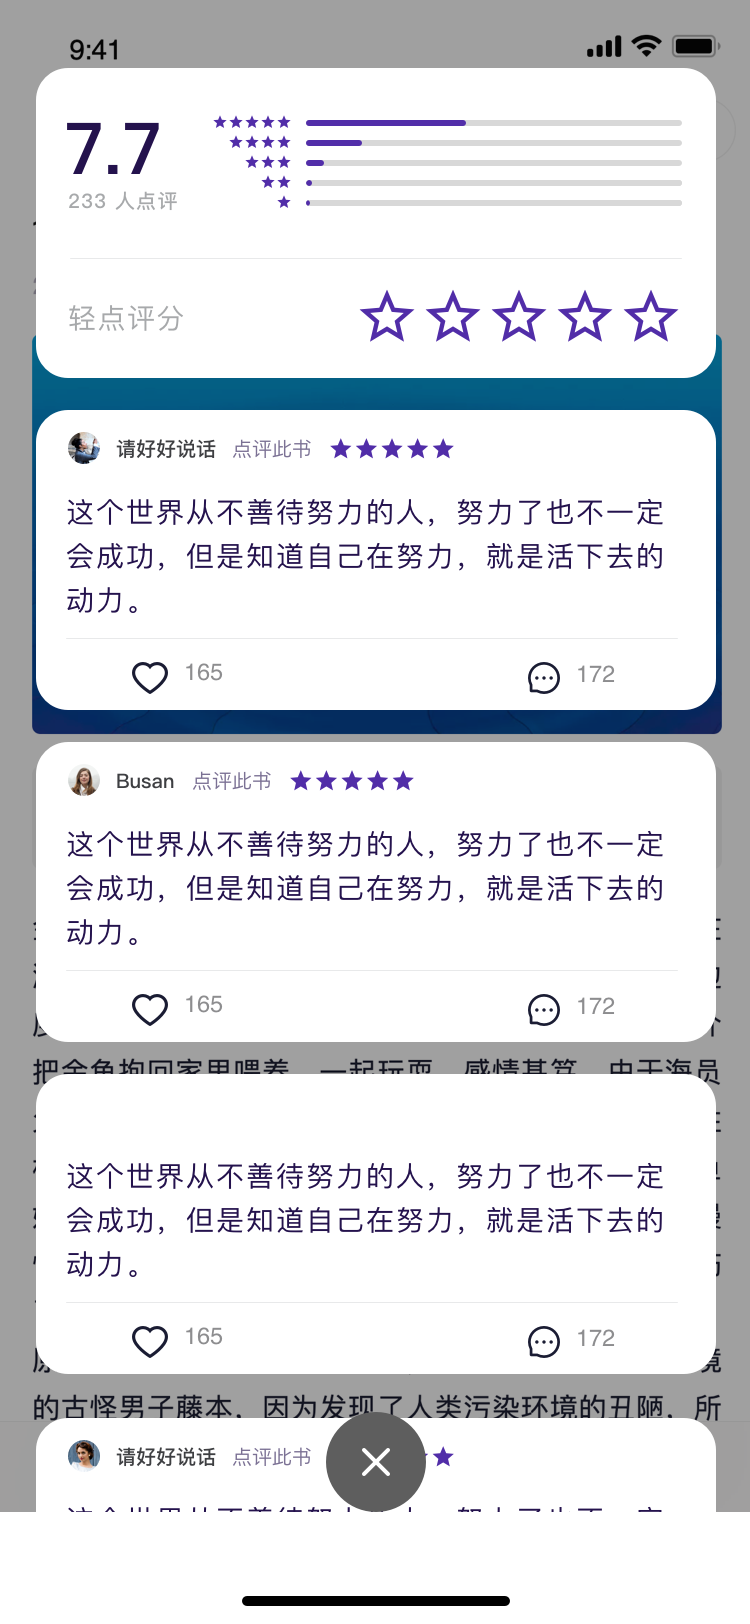 9:41
7.7
233 人点评
轻点评分
请好好说话 点评此书
这个世界从不善待努力的人，努力了也不一定
会成功，但是知道自己在努力，就是活下去的
动力。
165 172
Busan 点评此书
这个世界从不善待努力的人，努力了也不一定
会成功，但是知道自己在努力，就是活下去的
动力。
165 172
把金鱼抱回家里喂养，一起玩耍，感情甚笃。由于海员
这个世界从不善待努力的人，努力了也不一定
会成功，但是知道自己在努力，就是活下去的
动力。
165 172
的古怪男子藤本，因为发现了人类污染环境的丑陋，所
请好好说话 点评此书